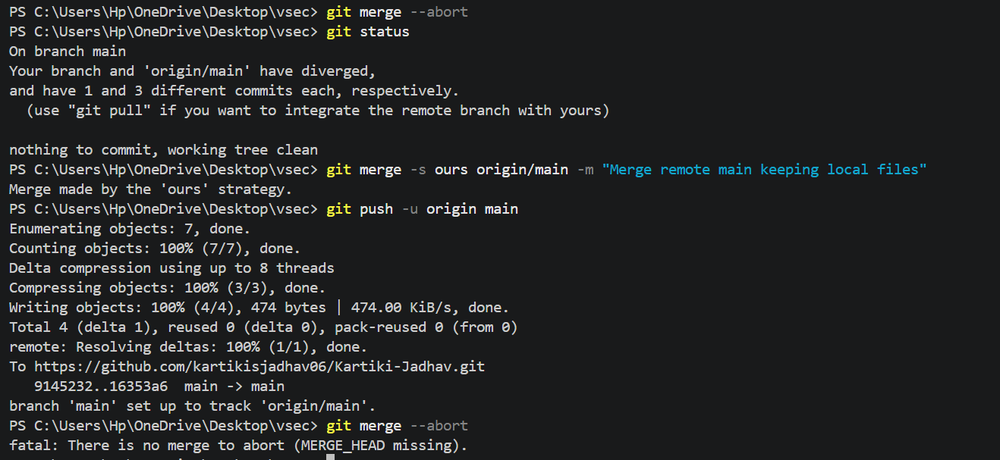 PS C:\Users\Hp\OneDrive\Desktop\vsec> git merge --abort
PS C:\Users\Hp\OneDrive\Desktop\vsec> git status
On branch main
Your branch and 'origin/main' have diverged,
and have 1 and 3 different commits each, respectively.
  (use "git pull" if you want to integrate the remote branch with yours)
nothing to commit, working tree clean
PS C:\Users\Hp\OneDrive\Desktop\vsec> git merge -s ours origin/main -m "Merge remote main keeping local files"
Merge made by the 'ours' strategy.
PS C:\Users\Hp\OneDrive\Desktop\vsec> git push -u origin main
Enumerating objects: 7, done.
Counting objects: 100% (7/7), done.
Delta compression using up to 8 threads
Compressing objects: 100% (3/3), done.
Writing objects: 100% (4/4), 474 bytes | 474.00 KiB/s, done.
Total 4 (delta 1), reused 0 (delta 0), pack-reused 0 (from 0)
remote: Resolving deltas: 100% (1/1), done.
To https://github.com/kartikisjadhav06/Kartiki-Jadhav.git
   9145232..16353a6  main -> main
branch 'main' set up to track 'origin/main'.
PS C:\Users\Hp\OneDrive\Desktop\vsec> git merge --abort
fatal: There is no merge to abort (MERGE_HEAD missing).